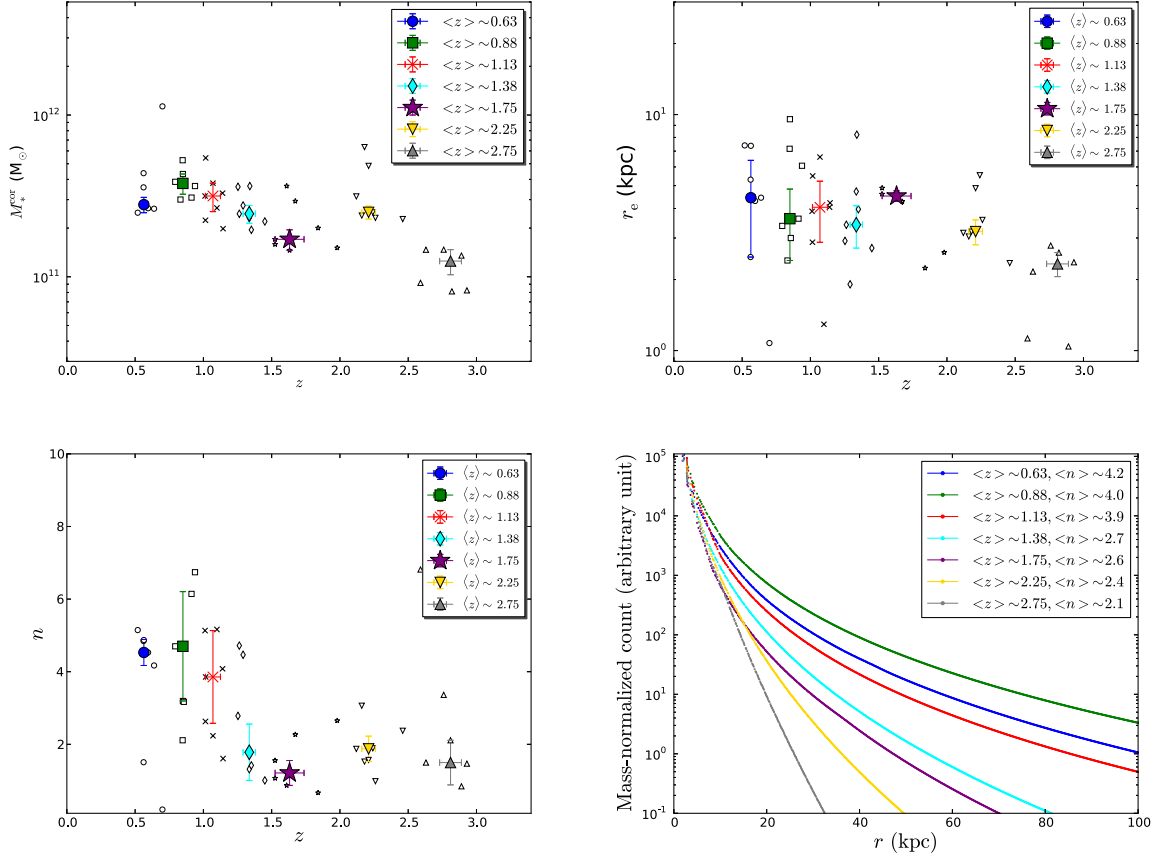 <z>~0.63
<z>~0.88
<z>~1.13
<z>~1.38
<z>~1.75
<z>~2.25
<z>~2.75
10^12
10^11
M_*^cor (M_⊙)
0.0 0.5 1.0 1.5 2.0 2.5 3.0
z
⟨z⟩~ 0.63
⟨z⟩~ 0.88
⟨z⟩~ 1.13
⟨z⟩~ 1.38
⟨z⟩~ 1.75
⟨z⟩~ 2.25
⟨z⟩~ 2.75
10^1
10^0
r_e (kpc)
0.0 0.5 1.0 1.5 2.0 2.5 3.0
z
⟨z⟩~ 0.63
⟨z⟩~ 0.88
⟨z⟩~ 1.13
⟨z⟩~ 1.38
⟨z⟩~ 1.75
⟨z⟩~ 2.25
⟨z⟩~ 2.75
10
8
6
4
2
n
0.0 0.5 1.0 1.5 2.0 2.5 3.0
z
<z>~0.63, <n>~4.2
<z>~0.88, <n>~4.0
<z>~1.13, <n>~3.9
<z>~1.38, <n>~2.7
<z>~1.75, <n>~2.6
<z>~2.25, <n>~2.4
<z>~2.75, <n>~2.1
10^5
10^4
10^3
10^2
10^1
10^0
10^-1
Mass-normalized count (arbitrary unit)
0 20 40 60 80 100
r (kpc)